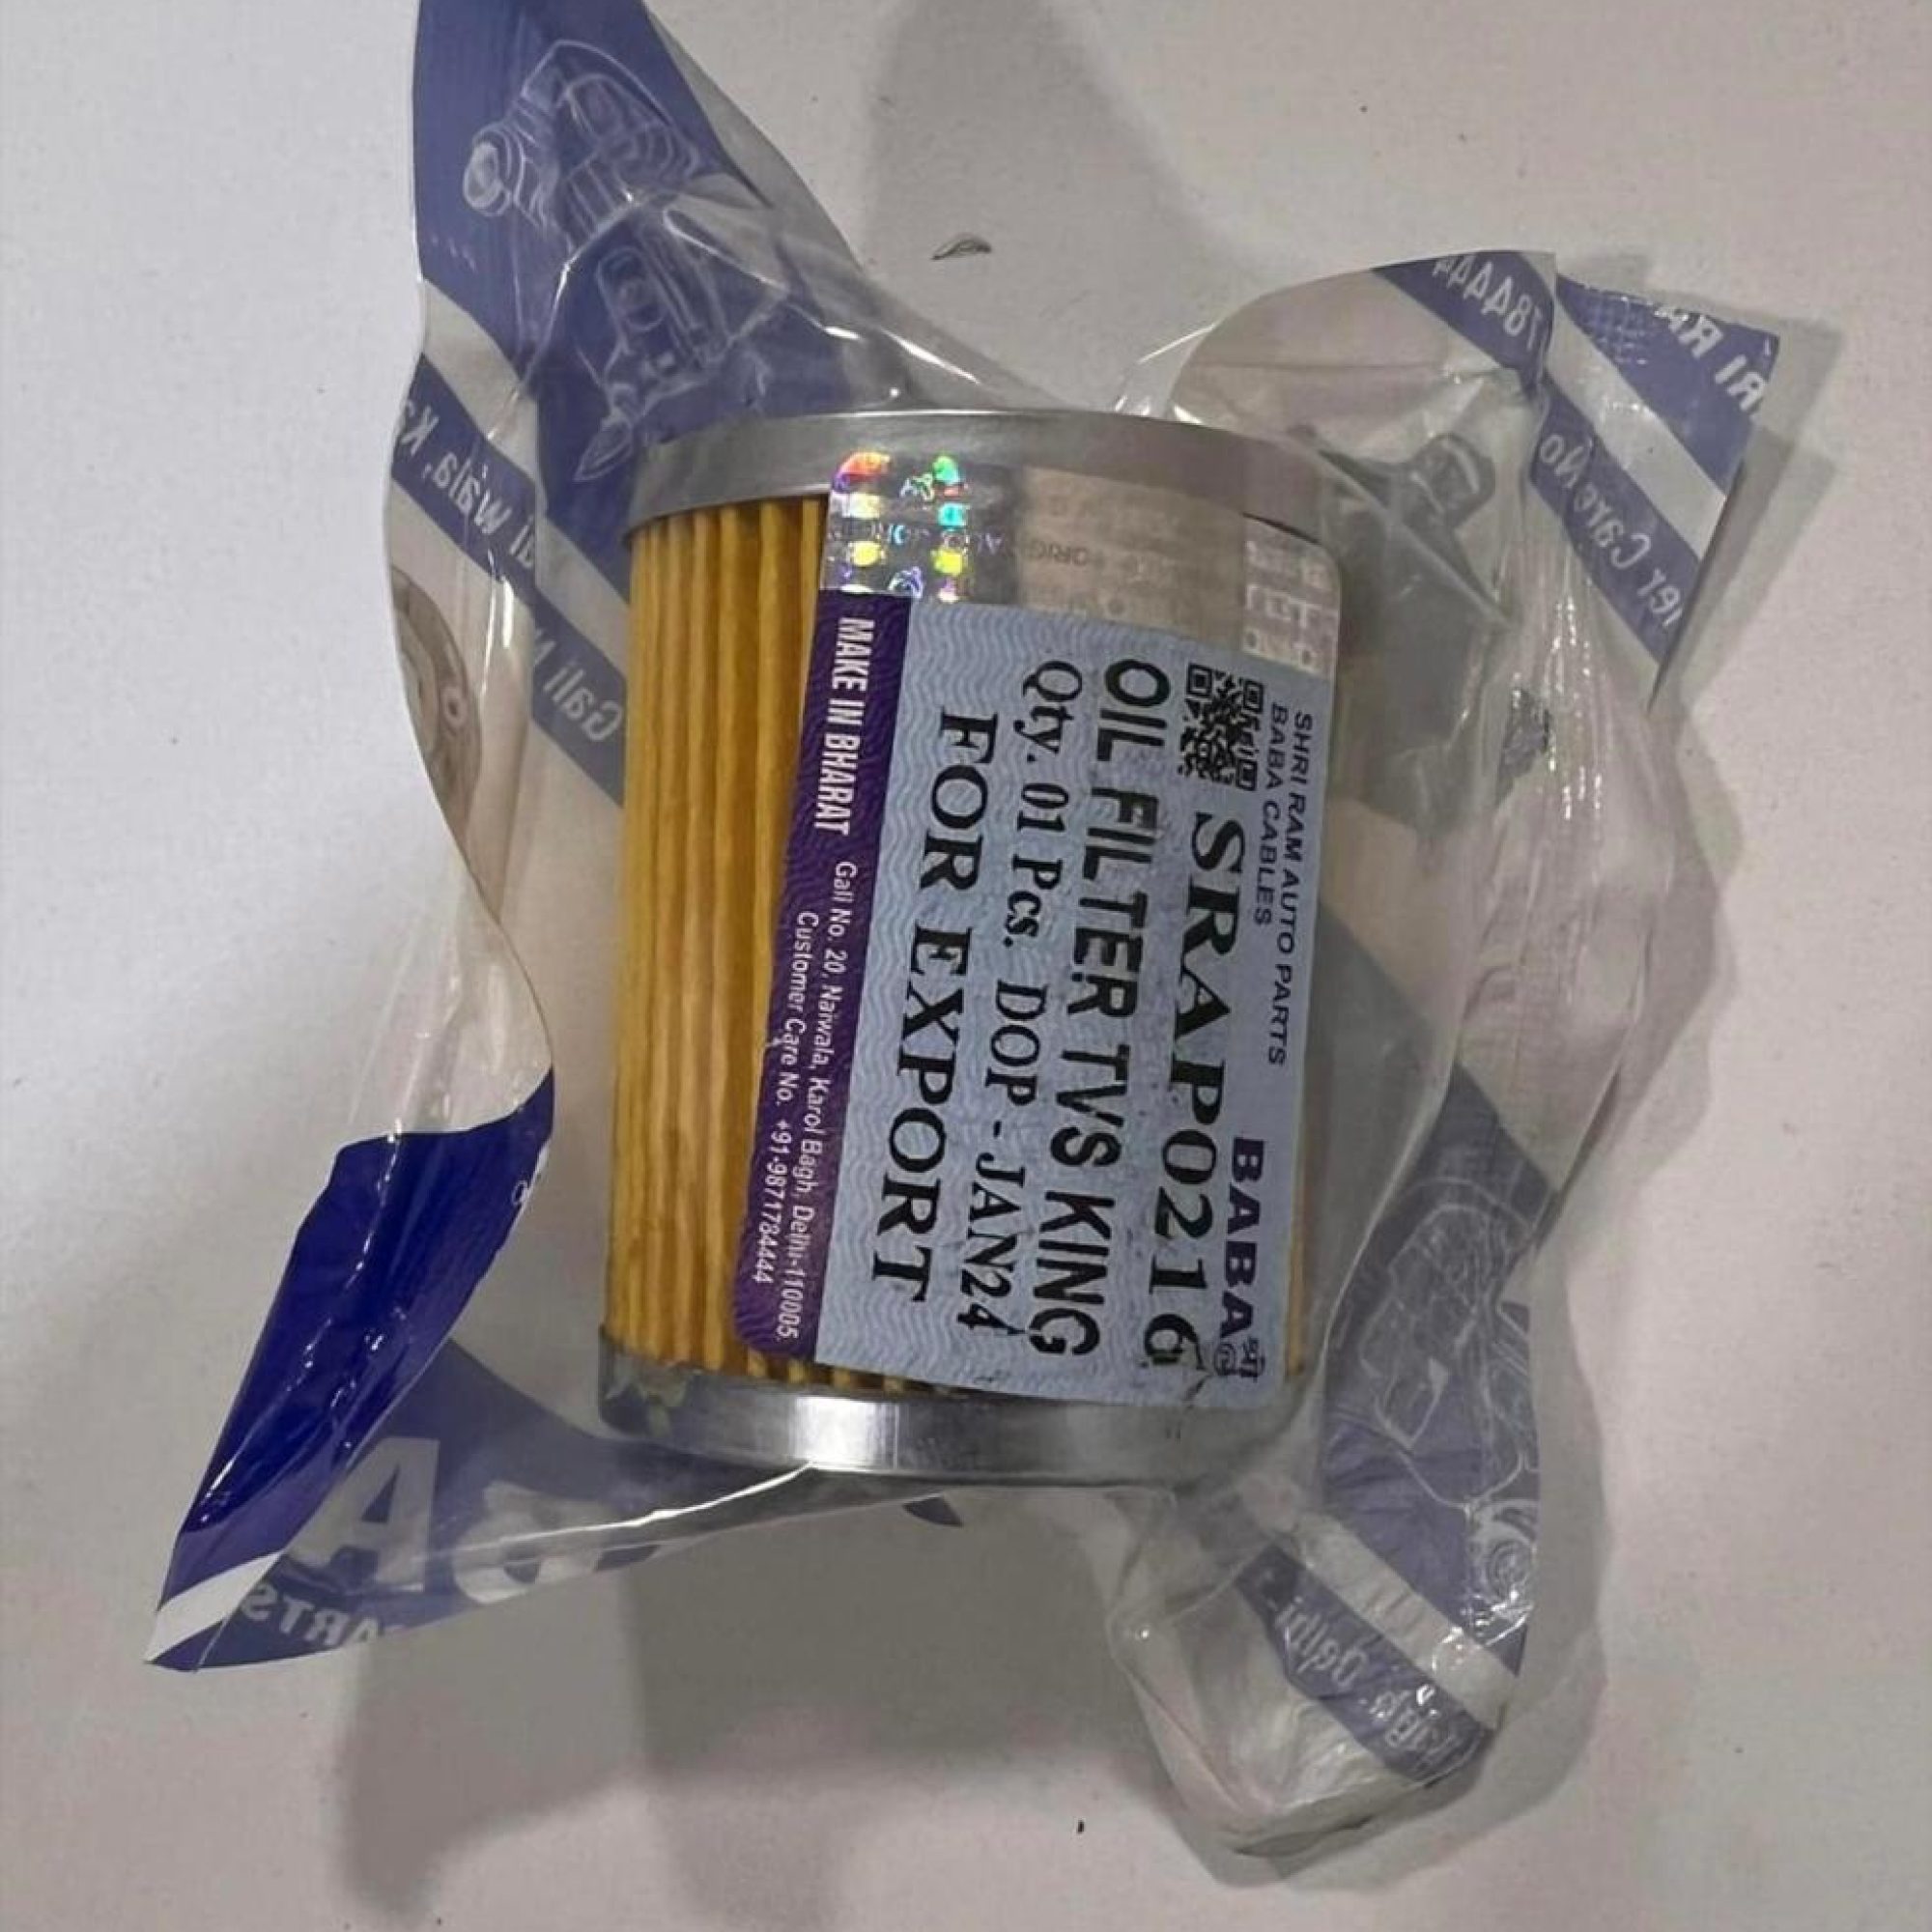 SHRI RAM AUTO PARTS
BABA CABLES
BABA श्री
SRAP0216
OIL FILTER TVS KING
Qty. 01 Pcs. DOP - JAN24
FOR EXPORT
MAKE IN BHARAT
Gali No. 20, Naiwala, Karol Bagh, Delhi-110005
Customer Care No. +91-9871784444